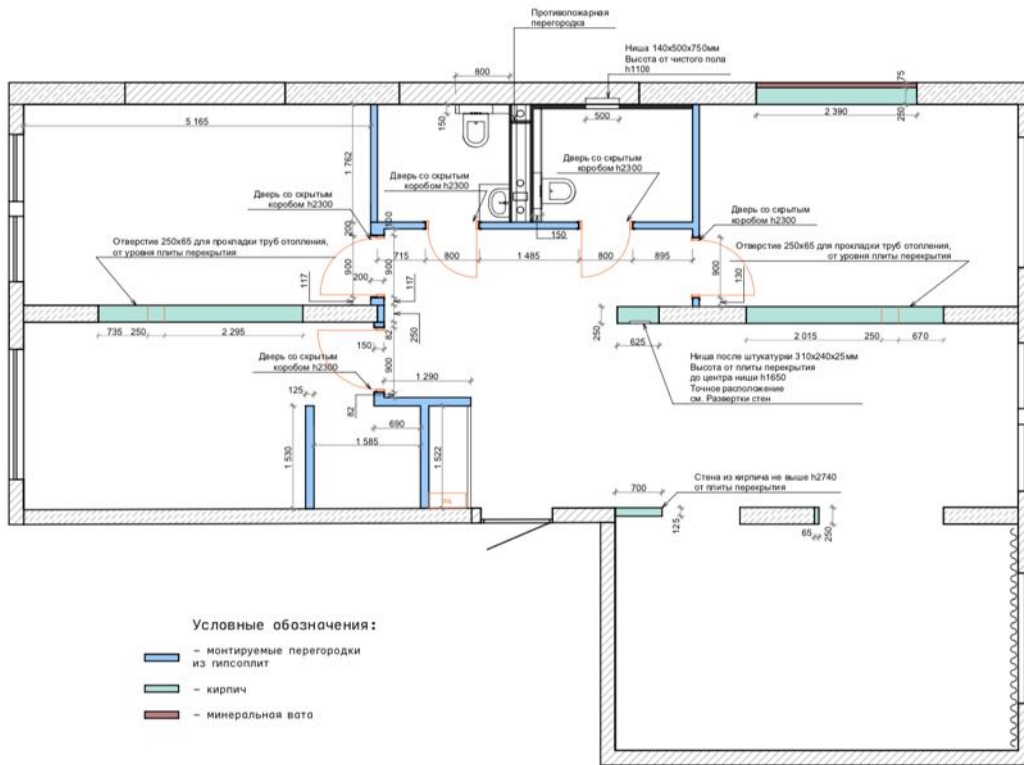 Противопожарная
перегородка
Ниша 140х500х750мм
Высота от чистого пола
h1100
800
75
5 165
150
500
2 390
250
1 762
Дверь со скрытым
коробом h2300
Дверь со скрытым
коробом h2300
Дверь со скрытым
коробом h2300
Дверь со скрытым
коробом h2300
200
100
150
Отверстие 250х65 для прокладки труб отопления,
от уровня плиты перекрытия
Отверстие 250х65 для прокладки труб отопления,
от уровня плиты перекрытия
715
800
1 485
800
895
900
200
900
117
117
900
130
735
250
2 295
82
250
150
250
625
2 015
250
670
Дверь со скрытым
коробом h2300
900
1 290
Ниша после штукатурки 310х240х25мм
Высота от плиты перекрытия
до центра ниши h1650
Точное расположение
см. Развертки стен
125
82
690
1 585
1 530
1 522
700
Стена из кирпича не выше h2740
от плиты перекрытия
125
65
250
Условные обозначения:
– монтируемые перегородки
из гипсоплит
– кирпич
– минеральная вата